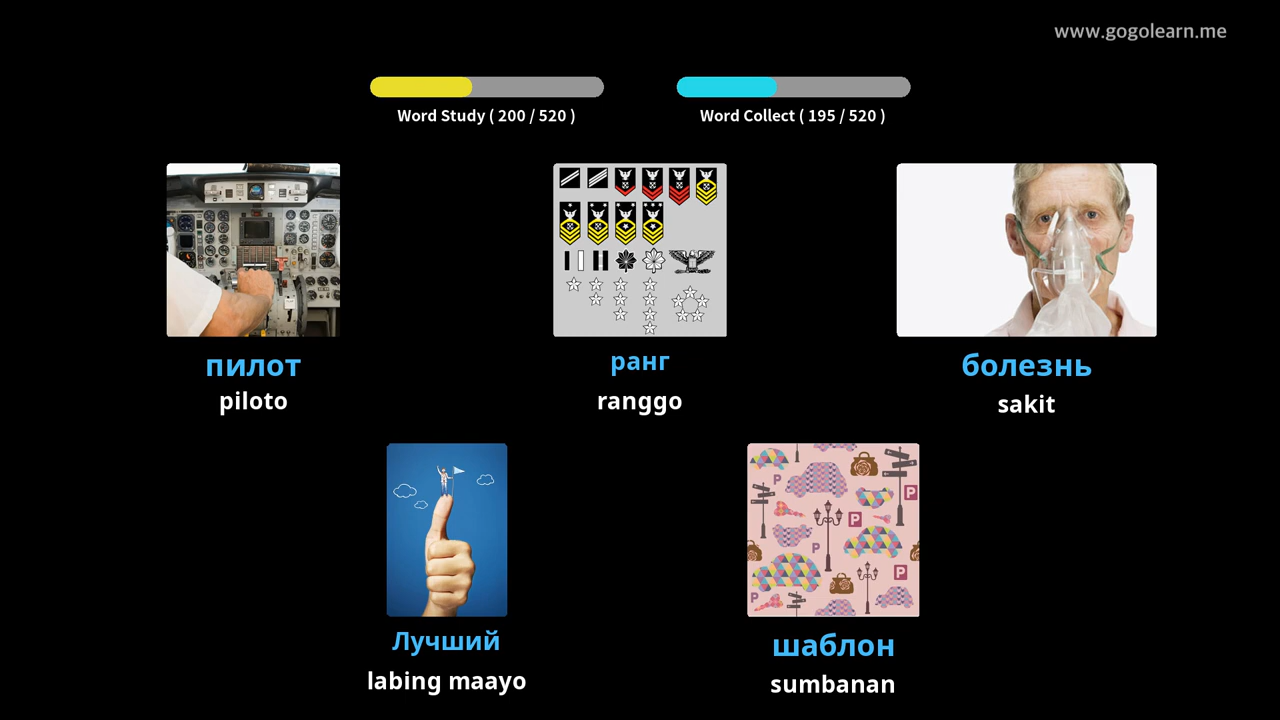 www.gogolearn.me
Word Study ( 200 / 520 )
Word Collect ( 195 / 520 )
пилот
piloto
ранг
ranggo
болезнь
sakit
P
P
P
P
P
P
Лучший
labing maayo
шаблон
sumbanan